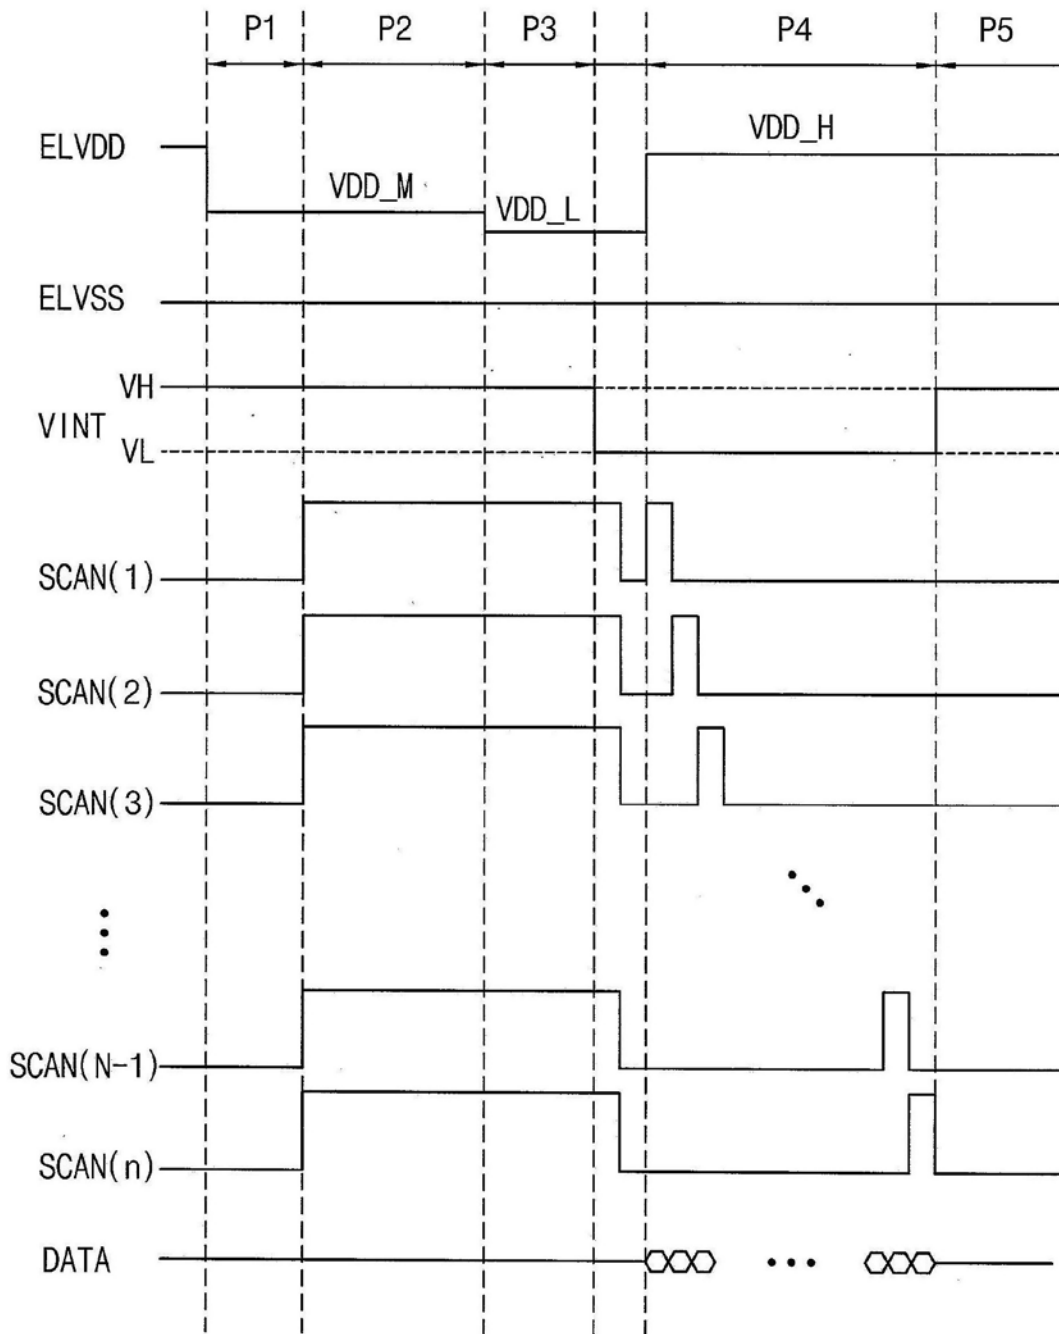 P1 P2 P3 P4 P5
ELVDD VDD_M VDD_L VDD_H
ELVSS
VH
VINT
VL
SCAN(1)
SCAN(2)
SCAN(3)
SCAN(N-1)
SCAN(n)
DATA